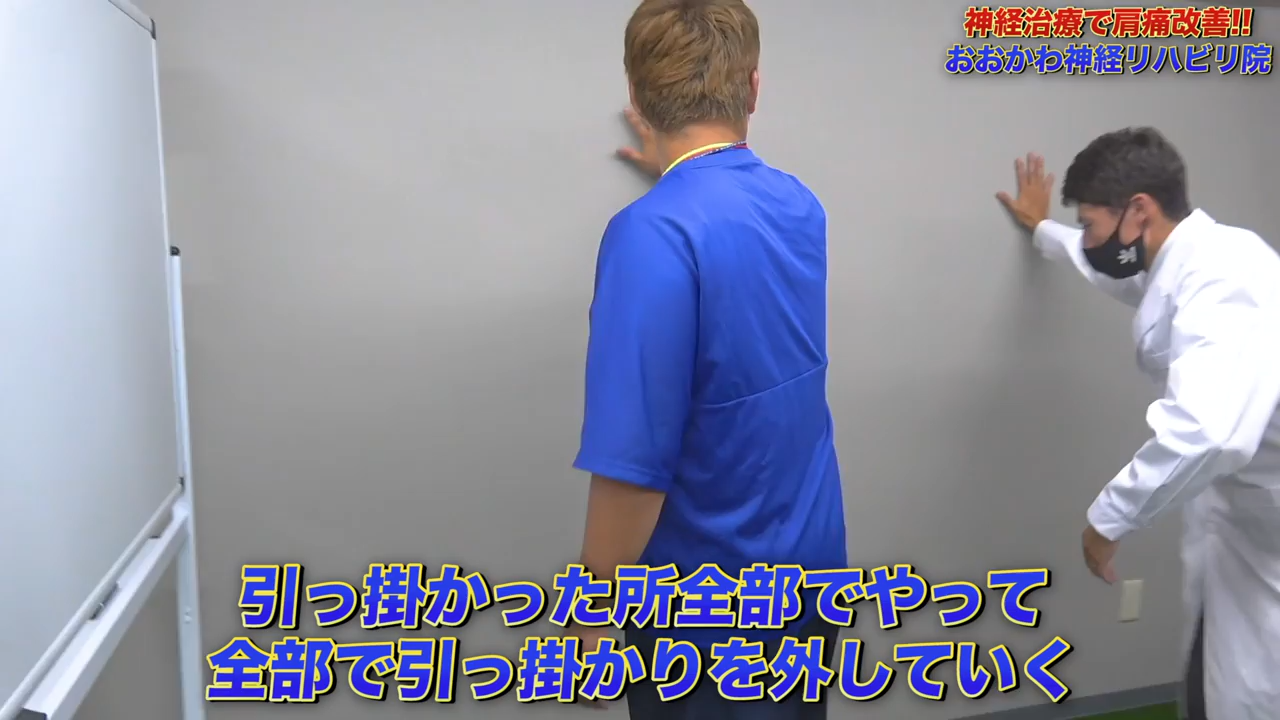 神経治療で肩痛改善!!
おおかわ神経リハビリ院
引っ掛かった所全部でやって
全部で引っ掛かりを外していく